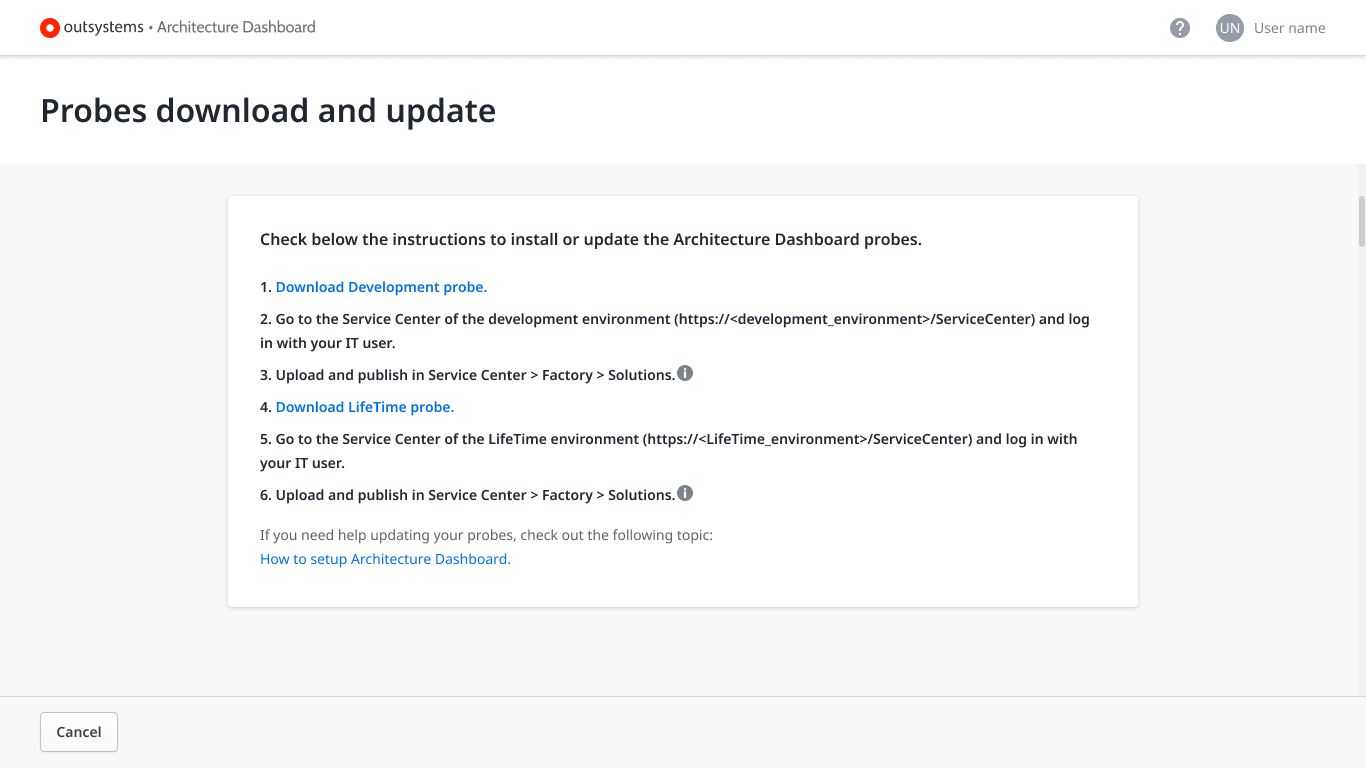 outsystems • Architecture Dashboard
? UN User name
Probes download and update
Check below the instructions to install or update the Architecture Dashboard probes.
1. Download Development probe.
2. Go to the Service Center of the development environment (https://<development_environment>/ServiceCenter) and log
in with your IT user.
3. Upload and publish in Service Center > Factory > Solutions. i
4. Download LifeTime probe.
5. Go to the Service Center of the LifeTime environment (https://<LifeTime_environment>/ServiceCenter) and log in with
your IT user.
6. Upload and publish in Service Center > Factory > Solutions. i
If you need help updating your probes, check out the following topic:
How to setup Architecture Dashboard.
Cancel